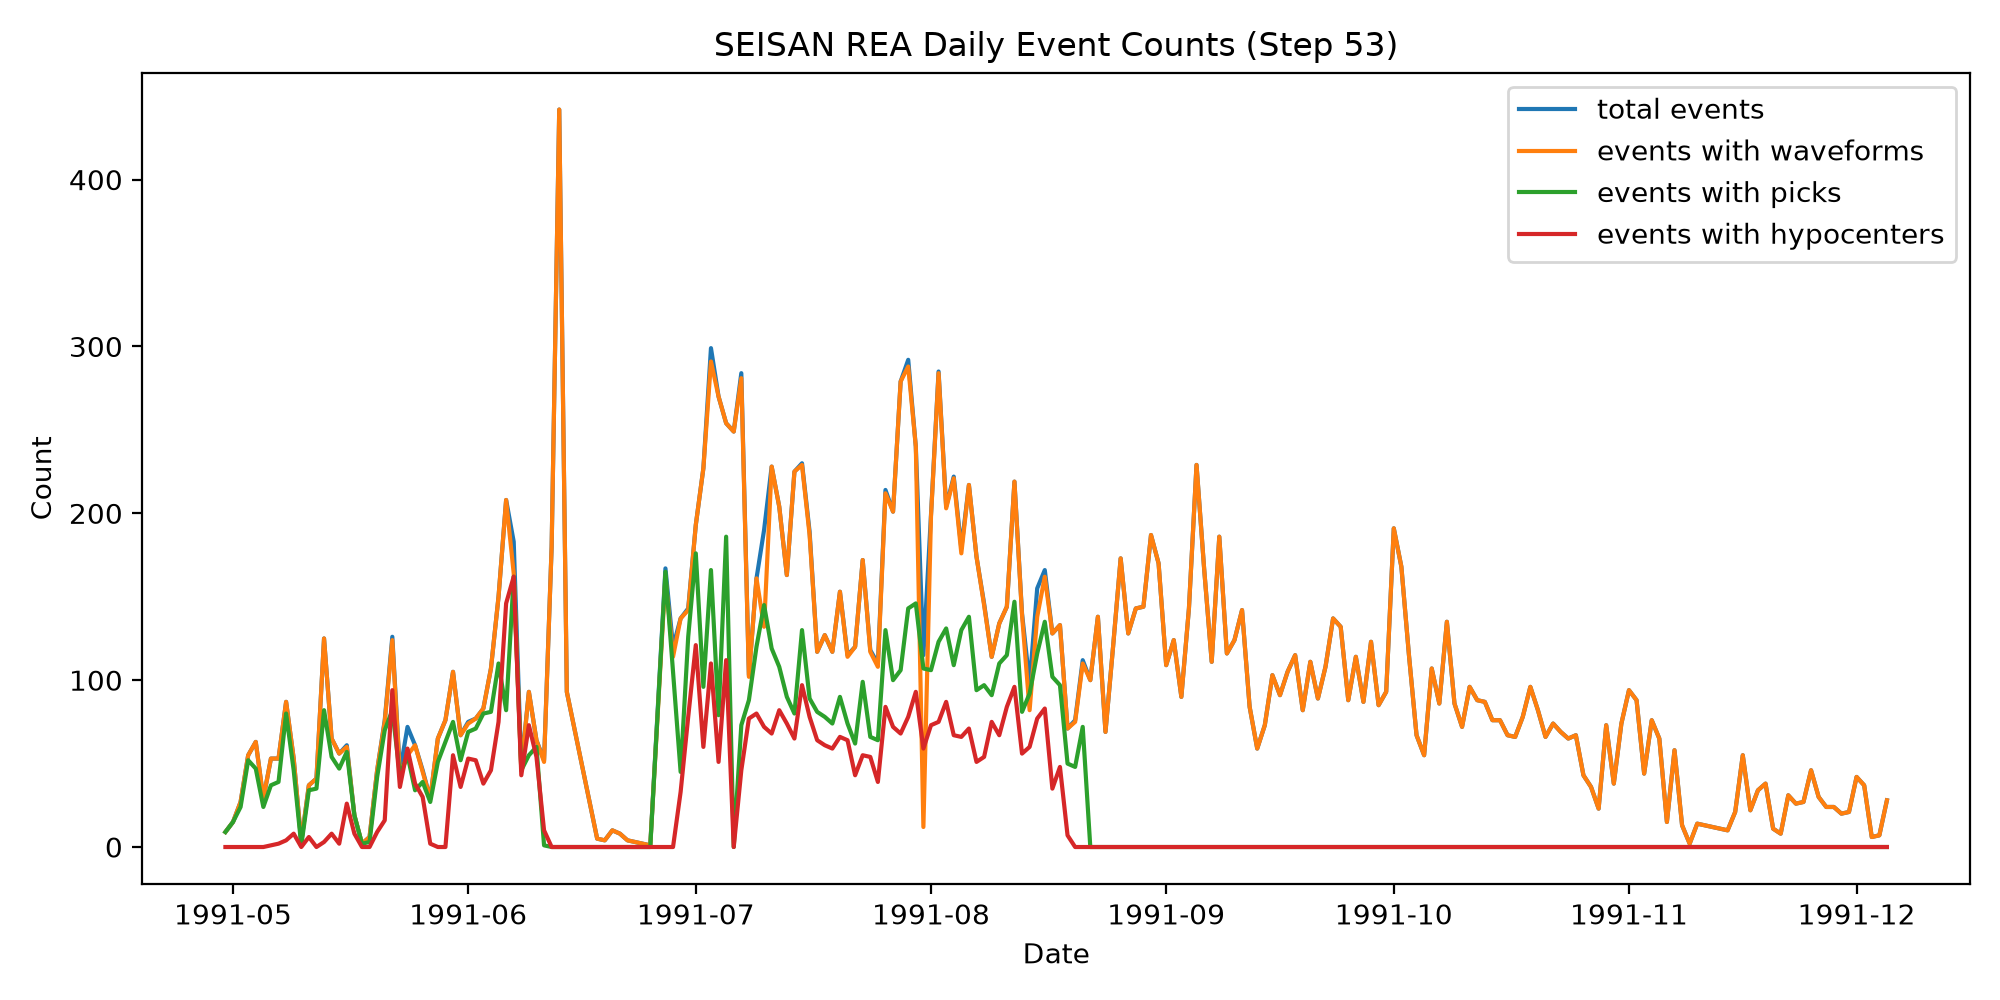 SEISAN REA Daily Event Counts (Step 53)
total events
events with waveforms
events with picks
events with hypocenters
Count
400
300
200
100
0
1991-05 1991-06 1991-07 1991-08 1991-09 1991-10 1991-11 1991-12
Date